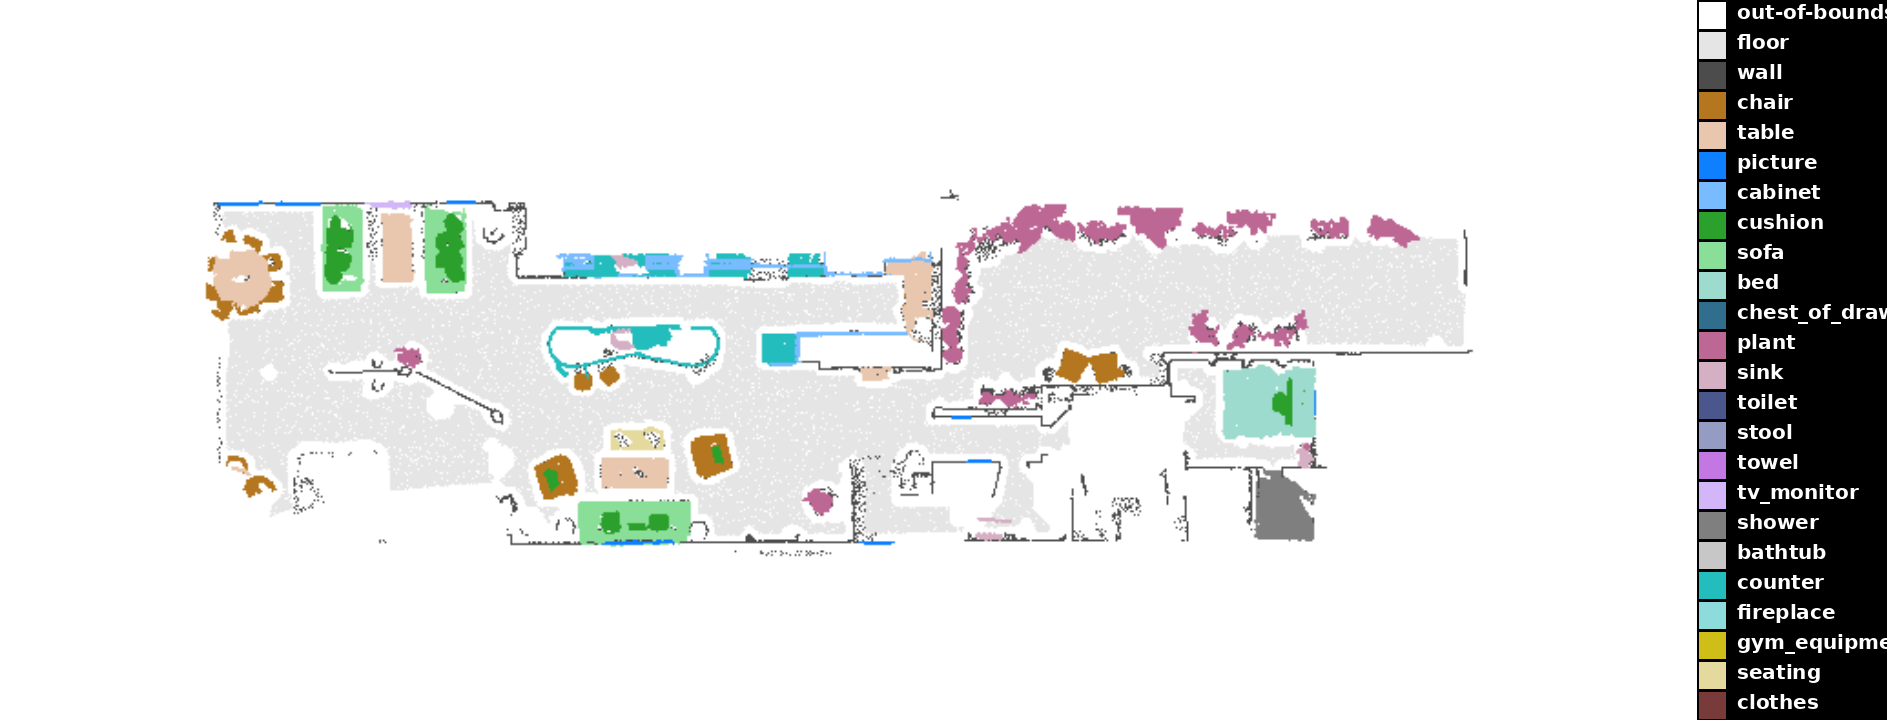 out-of-bounds
floor
wall
chair
table
picture
cabinet
cushion
sofa
bed
chest_of_draw
plant
sink
toilet
stool
towel
tv_monitor
shower
bathtub
counter
fireplace
gym_equipme
seating
clothes